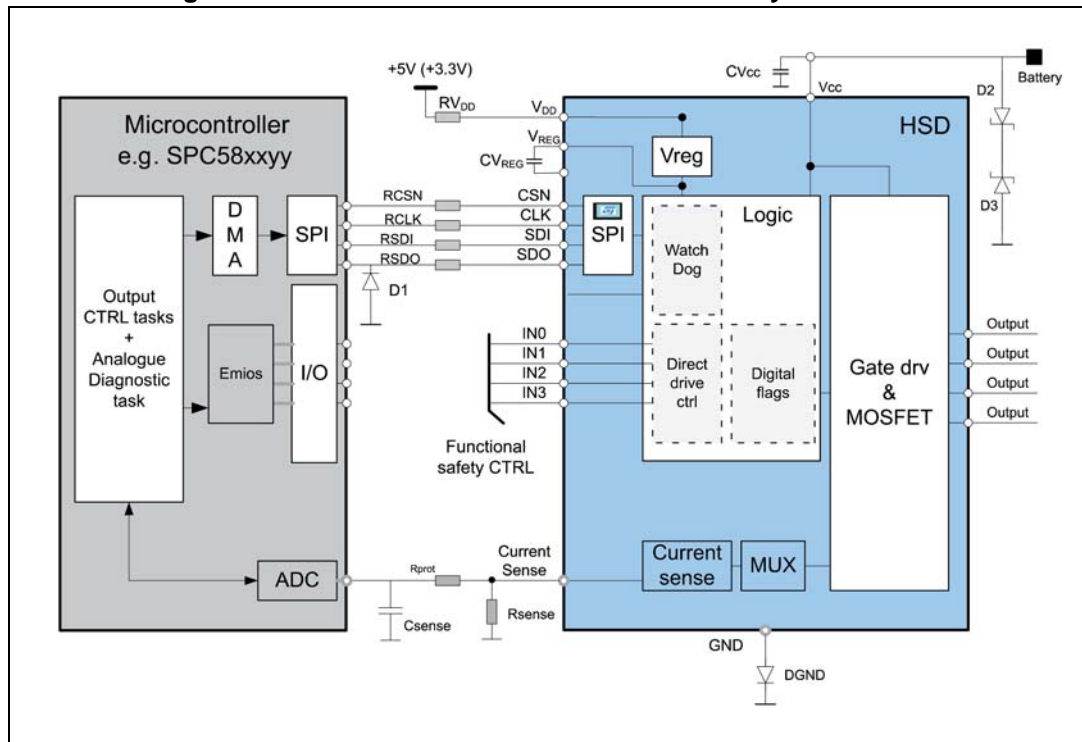 +5V (+3.3V)
CVcc
Vcc
Battery
D2
D3
RVDD
VDD
HSD
VREG
CVREG
Vreg
Microcontroller
e.g. SPC58xxyy
D
M
A
SPI
RCSN
RCLK
RSDI
RSDO
CSN
CLK
SDI
SDO
SPI
Logic
Watch
Dog
D1
Output
CTRL tasks
+
Analogue
Diagnostic
task
Emios
I/O
IN0
IN1
IN2
IN3
Direct
drive
ctrl
Digital
flags
Gate drv
&
MOSFET
Output
Output
Output
Output
Functional
safety CTRL
ADC
Rprot
Current
Sense
Current
sense
MUX
Csense
Rsense
GND
DGND